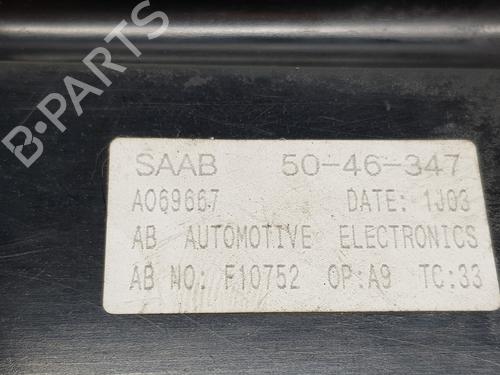 B-PARTS
SAAB 50-46-347
A069667 DATE: 1J03
AB AUTOMOTIVE ELECTRONICS
AB NO: F10752 OP:A9 TC:33